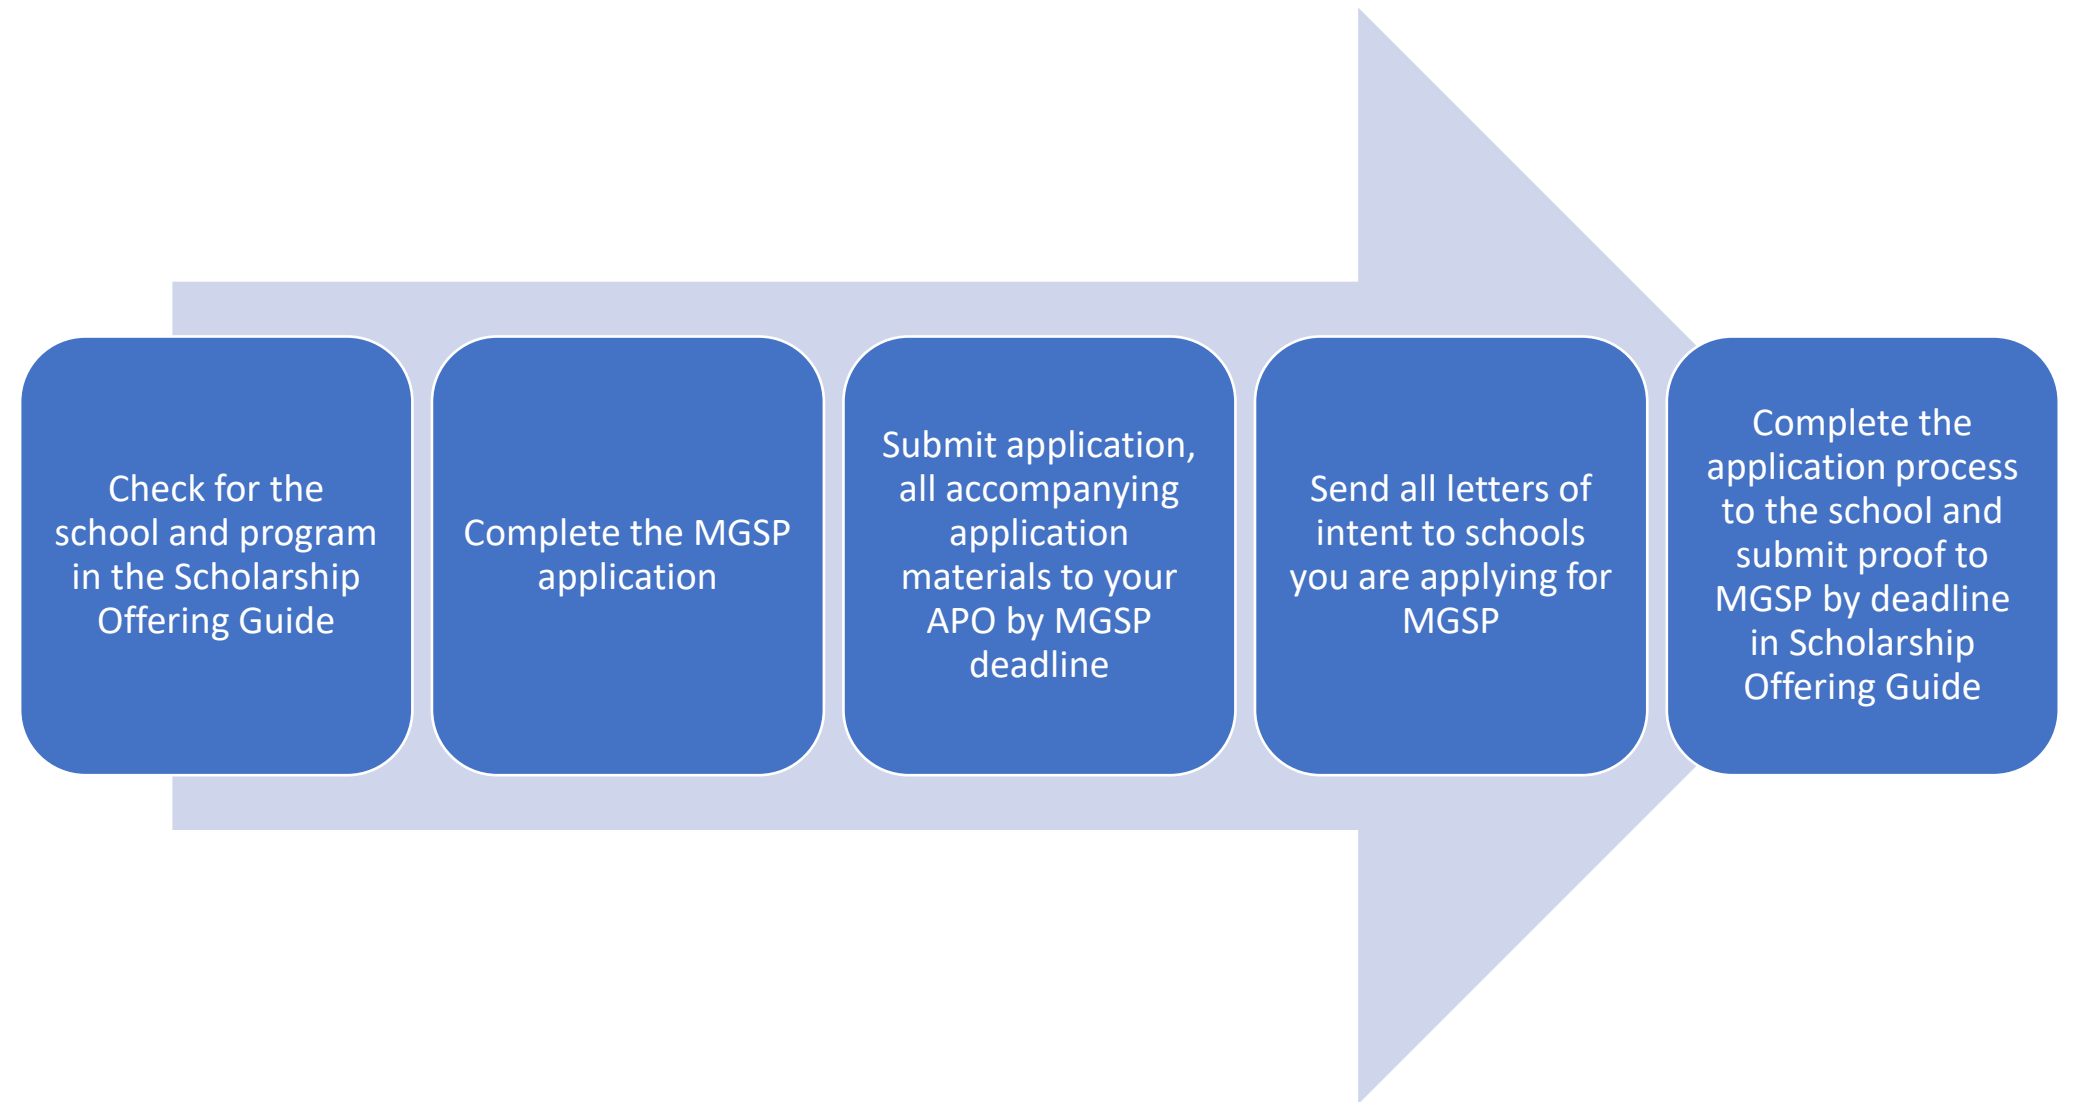 Check for the
school and program
in the Scholarship
Offering Guide
Complete the MGSP
application
Submit application,
all accompanying
application
materials to your
APO by MGSP
deadline
Send all letters of
intent to schools
you are applying for
MGSP
Complete the
application process
to the school and
submit proof to
MGSP by deadline
in Scholarship
Offering Guide